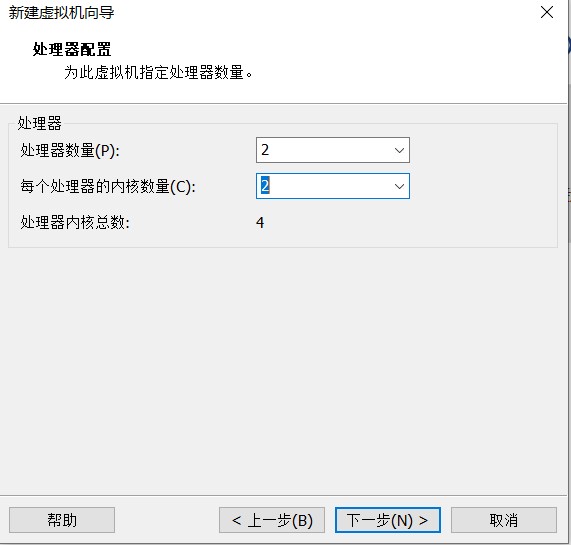 新建虚拟机向导
处理器配置
为此虚拟机指定处理器数量。
处理器
处理器数量(P): 2
每个处理器的内核数量(C): 2
处理器内核总数: 4
帮助 < 上一步(B) 下一步(N) > 取消